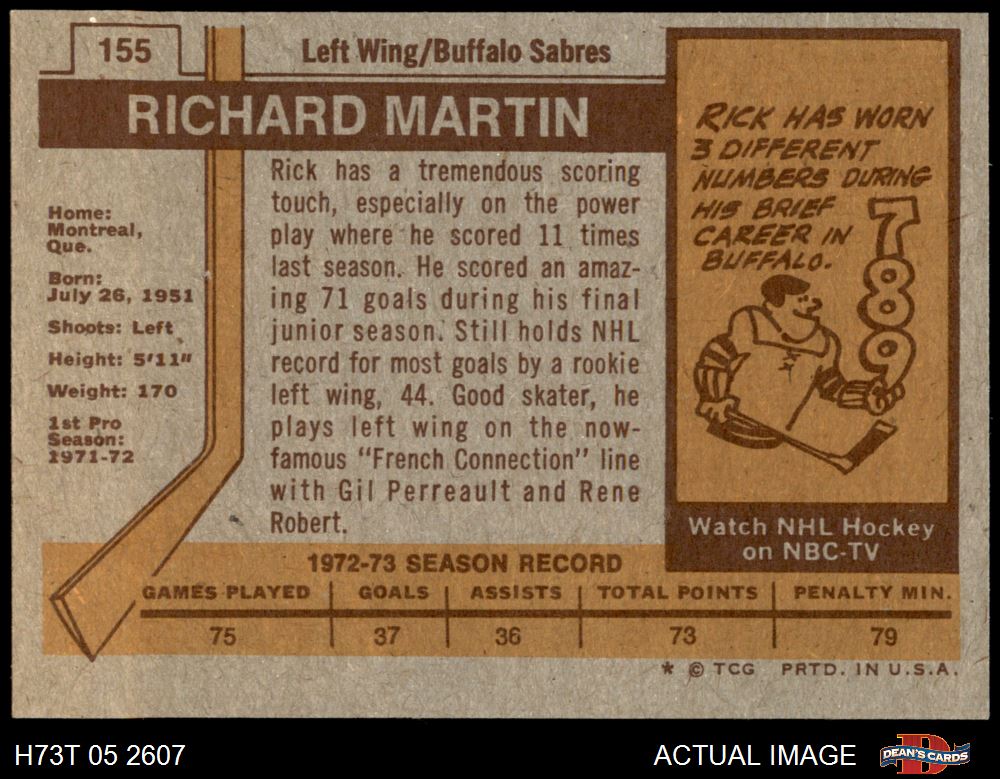 155
Left Wing/Buffalo Sabres
RICHARD MARTIN
Home:
Montreal,
Que.
Born:
July 26, 1951
Shoots: Left
Height: 5'11"
Weight: 170
1st Pro
Season:
1971-72
Rick has a tremendous scoring
touch, especially on the power
play where he scored 11 times
last season. He scored an amaz-
ing 71 goals during his final
junior season. Still holds NHL
record for most goals by a rookie
left wing, 44. Good skater, he
plays left wing on the now-
famous "French Connection" line
with Gil Perreault and Rene
Robert.
RICK HAS WORN
3 DIFFERENT
NUMBERS DURING
HIS BRIEF
CAREER IN
BUFFALO.
7
8
8
9
Watch NHL Hockey
on NBC-TV
1972-73 SEASON RECORD
GAMES PLAYED GOALS ASSISTS TOTAL POINTS PENALTY MIN.
75 37 36 73 79
* © TCG PRTD. IN U.S.A.
H73T 05 2607
ACTUAL IMAGE
D
DEAN'S CARDS